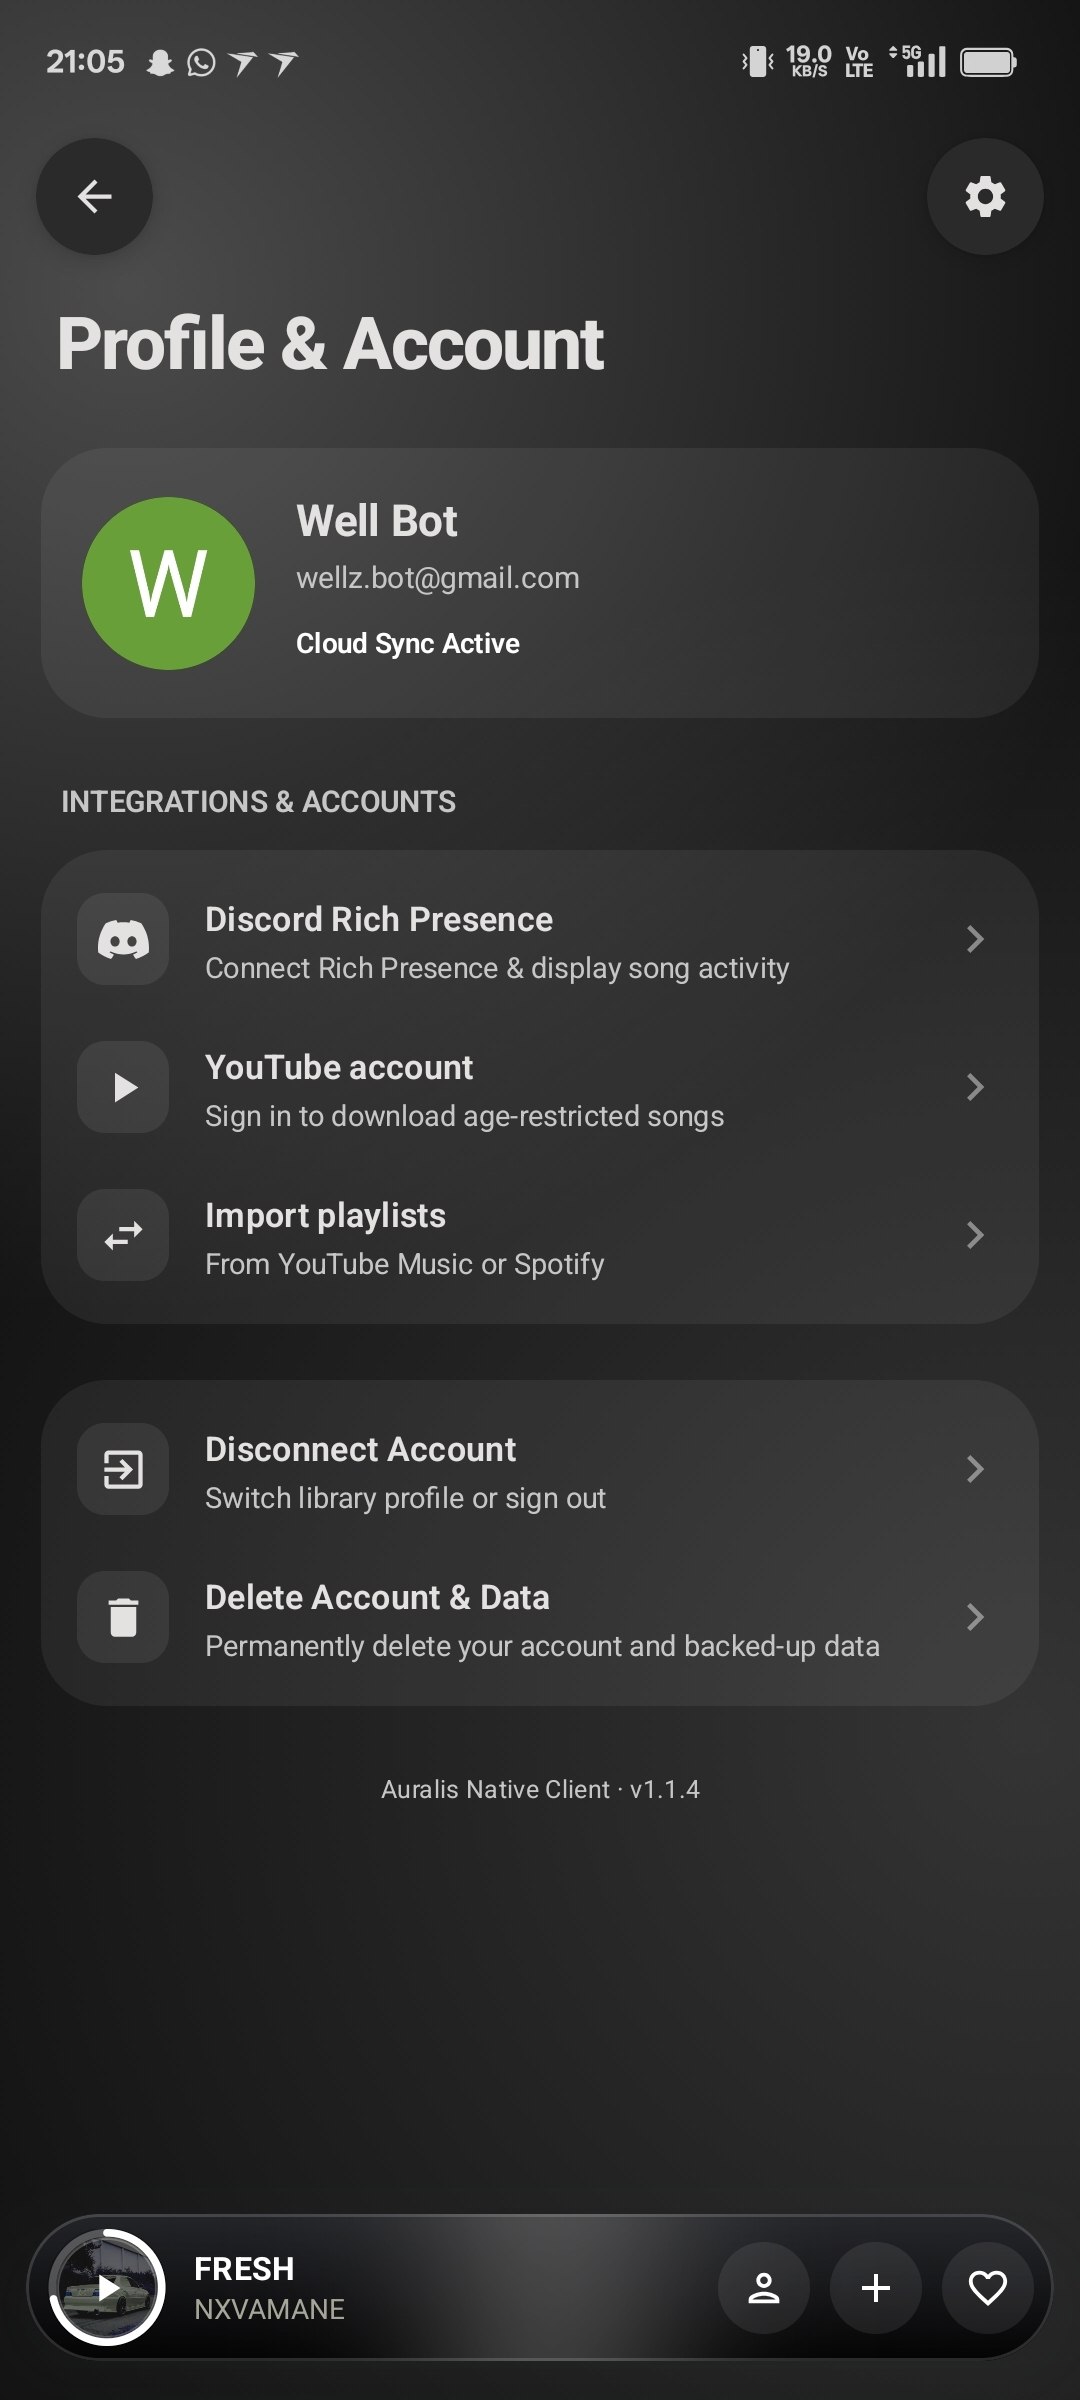 21:05
19.0
KB/S
Vo
LTE
5G
Profile & Account
W
Well Bot
wellz.bot@gmail.com
Cloud Sync Active
INTEGRATIONS & ACCOUNTS
Discord Rich Presence
Connect Rich Presence & display song activity
YouTube account
Sign in to download age-restricted songs
Import playlists
From YouTube Music or Spotify
Disconnect Account
Switch library profile or sign out
Delete Account & Data
Permanently delete your account and backed-up data
Auralis Native Client · v1.1.4
FRESH
NXVAMANE